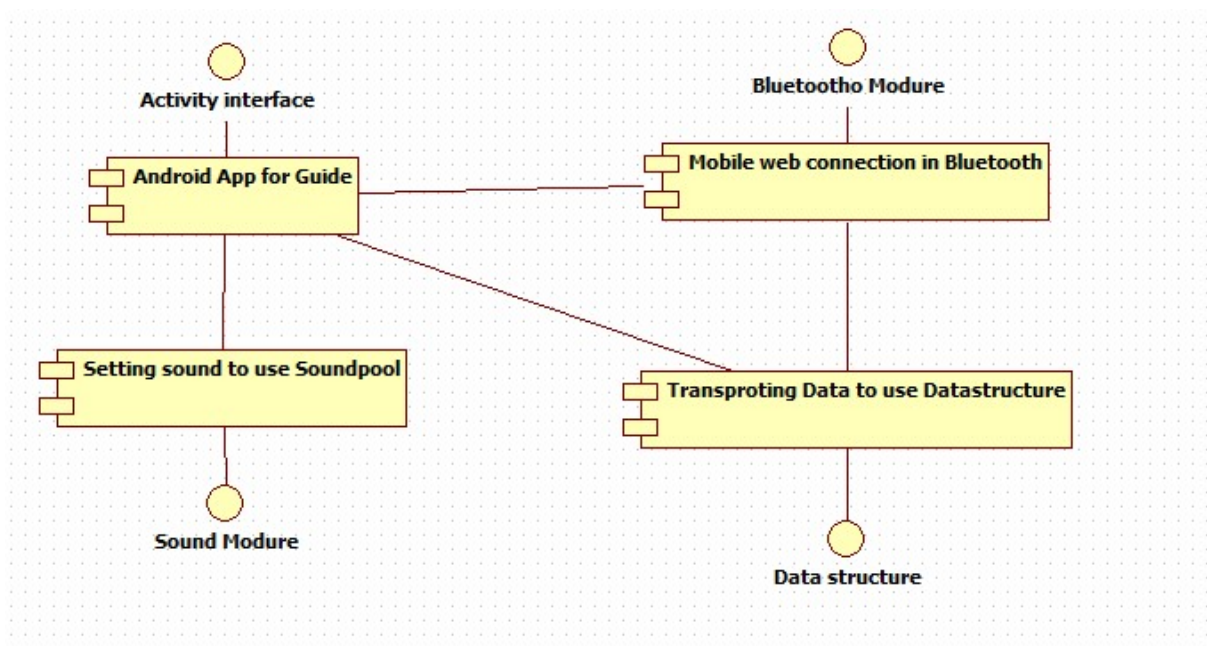 Activity interface
Bluetootho Modure
Android App for Guide
Mobile web connection in Bluetooth
Setting sound to use Soundpool
Transproting Data to use Datastructure
Sound Modure
Data structure